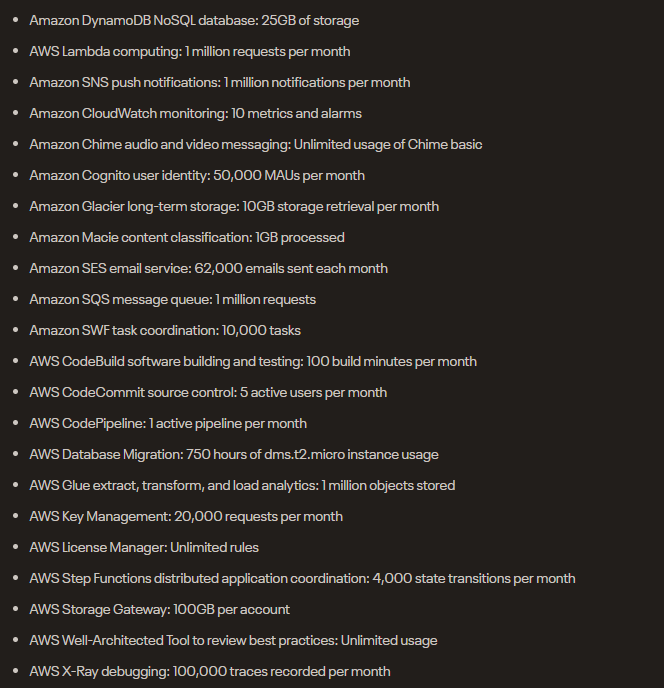 Amazon DynamoDB NoSQL database: 25GB of storage
AWS Lambda computing: 1 million requests per month
Amazon SNS push notifications: 1 million notifications per month
Amazon CloudWatch monitoring: 10 metrics and alarms
Amazon Chime audio and video messaging: Unlimited usage of Chime basic
Amazon Cognito user identity: 50,000 MAUs per month
Amazon Glacier long-term storage: 10GB storage retrieval per month
Amazon Macie content classification: 1GB processed
Amazon SES email service: 62,000 emails sent each month
Amazon SQS message queue: 1 million requests
Amazon SWF task coordination: 10,000 tasks
AWS CodeBuild software building and testing: 100 build minutes per month
AWS CodeCommit source control: 5 active users per month
AWS CodePipeline: 1 active pipeline per month
AWS Database Migration: 750 hours of dms.t2.micro instance usage
AWS Glue extract, transform, and load analytics: 1 million objects stored
AWS Key Management: 20,000 requests per month
AWS License Manager: Unlimited rules
AWS Step Functions distributed application coordination: 4,000 state transitions per month
AWS Storage Gateway: 100GB per account
AWS Well-Architected Tool to review best practices: Unlimited usage
AWS X-Ray debugging: 100,000 traces recorded per month